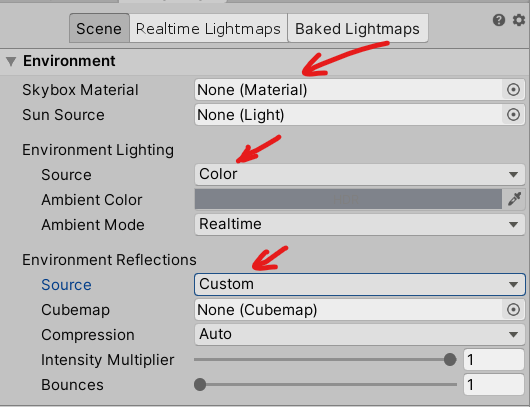 Scene Realtime Lightmaps Baked Lightmaps
Environment
Skybox Material None (Material)
Sun Source None (Light)
Environment Lighting
Source Color
Ambient Color
Ambient Mode Realtime
Environment Reflections
Source Custom
Cubemap None (Cubemap)
Compression Auto
Intensity Multiplier 1
Bounces 1